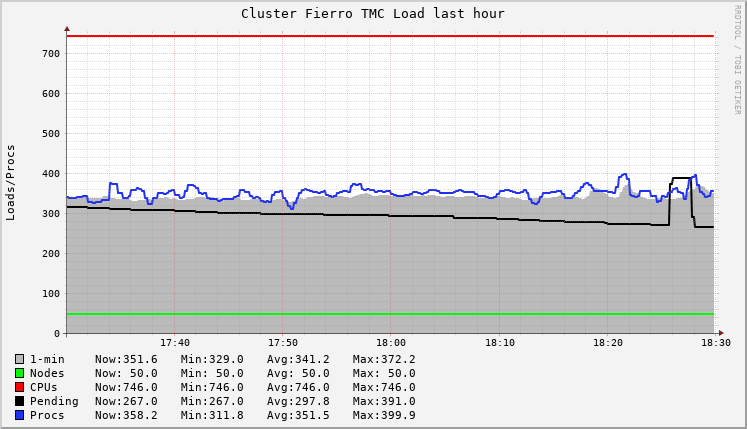 Cluster Fierro TMC Load last hour
RRDTOOL / TOBI OETIKER
Loads/Procs
700
600
500
400
300
200
100
0
17:40 17:50 18:00 18:10 18:20 18:30
1-min Now:351.6 Min:329.0 Avg:341.2 Max:372.2
Nodes Now: 50.0 Min: 50.0 Avg: 50.0 Max: 50.0
CPUs Now:746.0 Min:746.0 Avg:746.0 Max:746.0
Pending Now:267.0 Min:267.0 Avg:297.8 Max:391.0
Procs Now:358.2 Min:311.8 Avg:351.5 Max:399.9